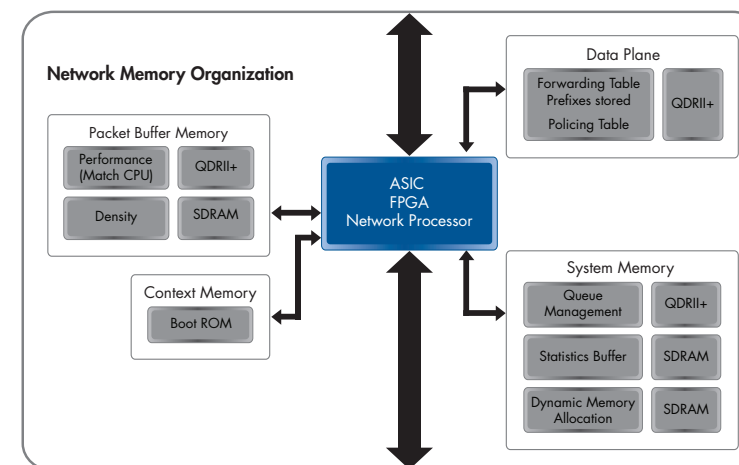 Network Memory Organization
Packet Buffer Memory
Performance
(Match CPU)
QDRII+
Density
SDRAM
Context Memory
Boot ROM
ASIC
FPGA
Network Processor
Data Plane
Forwarding Table
Prefixes stored
Policing Table
QDRII+
System Memory
Queue
Management
QDRII+
Statistics Buffer
SDRAM
Dynamic Memory
Allocation
SDRAM